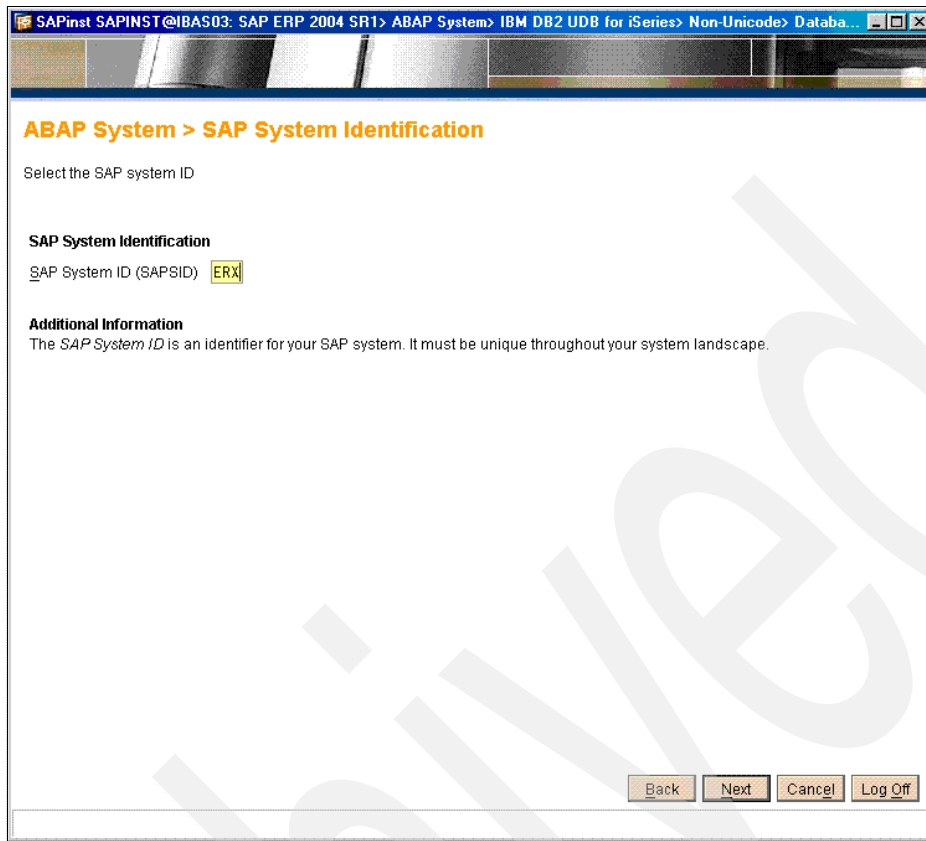 SAPinst SAPINST@IBAS03: SAP ERP 2004 SR1> ABAP System> IBM DB2 UDB for iSeries> Non-Unicode> Databa...
ABAP System > SAP System Identification
Select the SAP system ID
SAP System Identification
SAP System ID (SAPSID) ERX
Additional Information
The SAP System ID is an identifier for your SAP system. It must be unique throughout your system landscape.
Back Next Cancel Log Off
hived